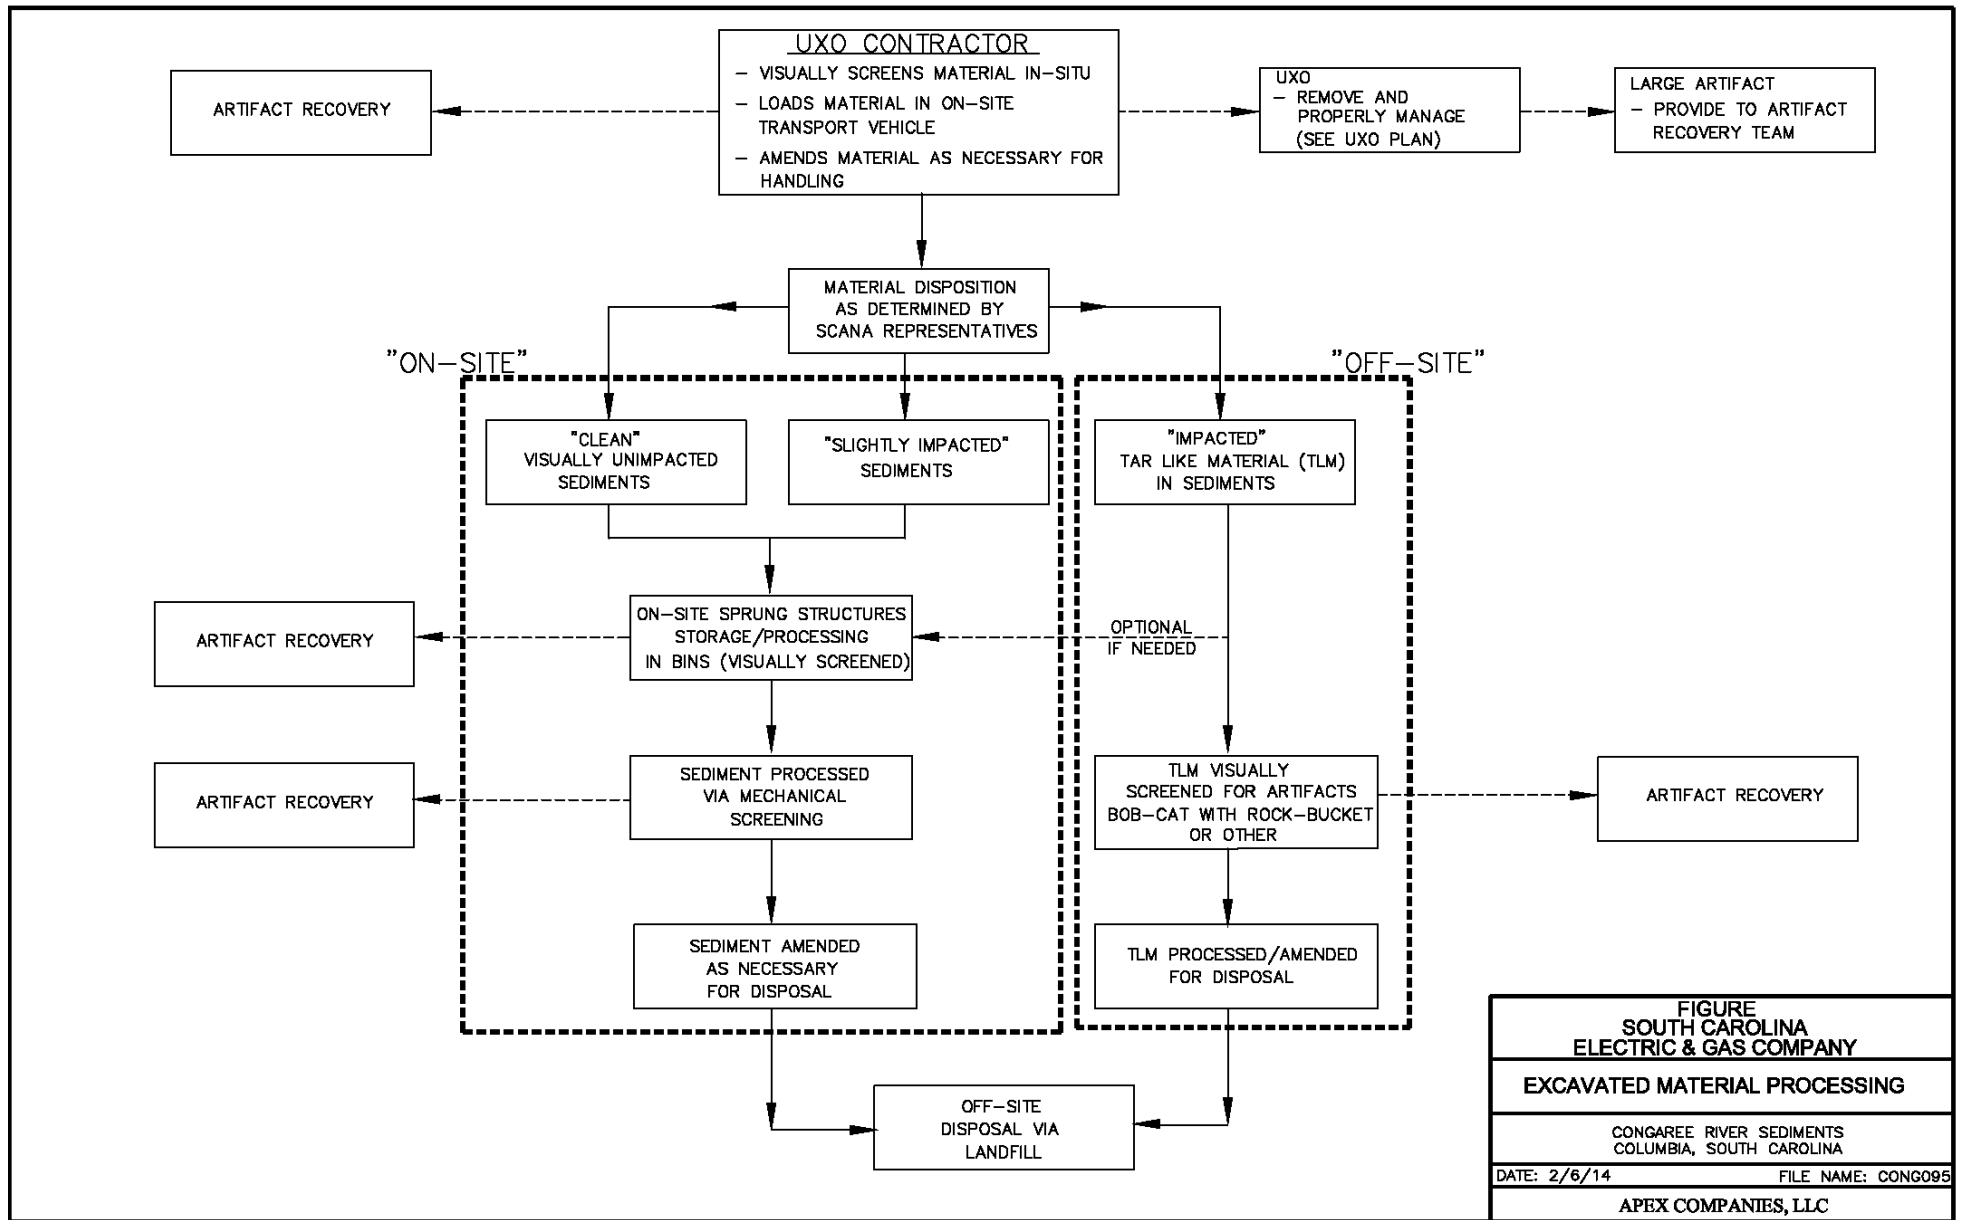 UXO CONTRACTOR
– VISUALLY SCREENS MATERIAL IN–SITU
– LOADS MATERIAL IN ON–SITE
TRANSPORT VEHICLE
– AMENDS MATERIAL AS NECESSARY FOR
HANDLING
ARTIFACT RECOVERY
UXO
– REMOVE AND
PROPERLY MANAGE
(SEE UXO PLAN)
LARGE ARTIFACT
– PROVIDE TO ARTIFACT
RECOVERY TEAM
MATERIAL DISPOSITION
AS DETERMINED BY
SCANA REPRESENTATIVES
"ON–SITE"
"OFF–SITE"
"CLEAN"
VISUALLY UNIMPACTED
SEDIMENTS
"SLIGHTLY IMPACTED"
SEDIMENTS
"IMPACTED"
TAR LIKE MATERIAL (TLM)
IN SEDIMENTS
ARTIFACT RECOVERY
ON–SITE SPRUNG STRUCTURES
STORAGE/PROCESSING
IN BINS (VISUALLY SCREENED)
OPTIONAL
IF NEEDED
ARTIFACT RECOVERY
SEDIMENT PROCESSED
VIA MECHANICAL
SCREENING
TLM VISUALLY
SCREENED FOR ARTIFACTS
BOB–CAT WITH ROCK–BUCKET
OR OTHER
ARTIFACT RECOVERY
SEDIMENT AMENDED
AS NECESSARY
FOR DISPOSAL
TLM PROCESSED/AMENDED
FOR DISPOSAL
OFF–SITE
DISPOSAL VIA
LANDFILL
FIGURE
SOUTH CAROLINA
ELECTRIC & GAS COMPANY
EXCAVATED MATERIAL PROCESSING
CONGAREE RIVER SEDIMENTS
COLUMBIA, SOUTH CAROLINA
DATE: 2/6/14 FILE NAME: CONG095
APEX COMPANIES, LLC